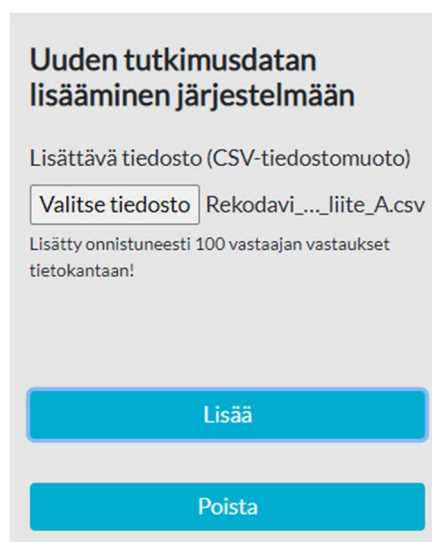 Uuden tutkimusdatan
lisääminen järjestelmään
Lisättävä tiedosto (CSV-tiedostomuoto)
Valitse tiedosto Rekodavi_..._liite_A.csv
Lisätty onnistuneesti 100 vastaajan vastaukset
tietokantaan!
Lisää
Poista